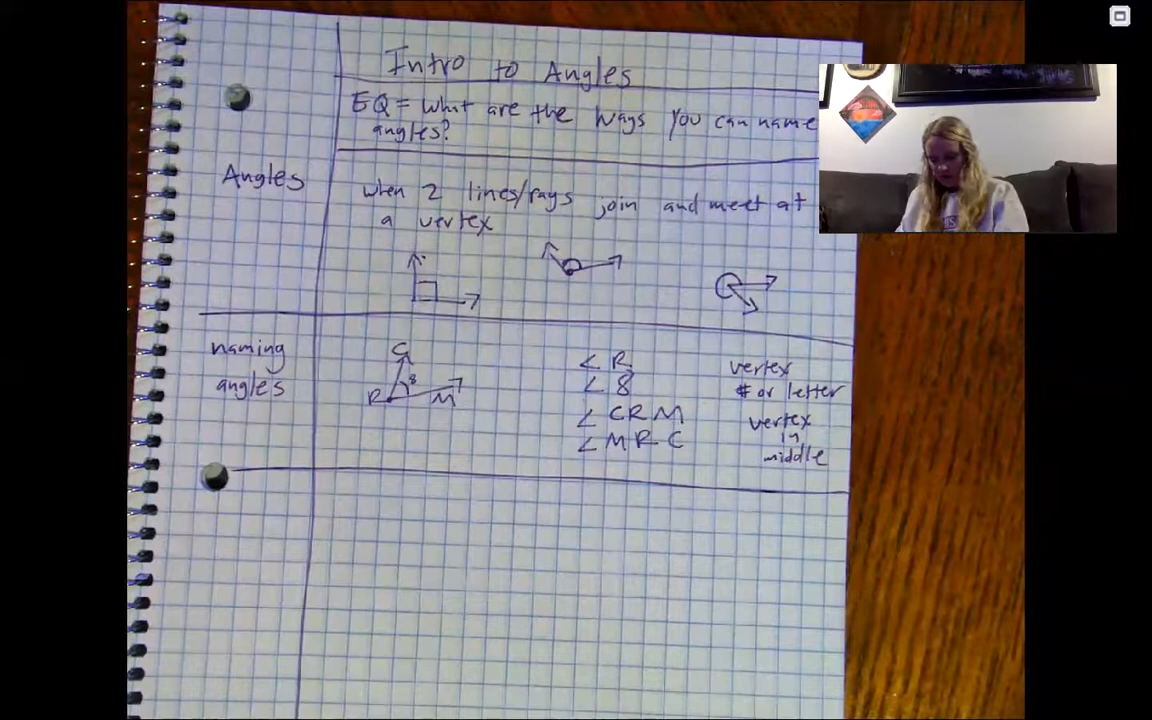 Intro to Angles
EQ = What are the ways you can name
angles?
Angles
when 2 lines/rays join and meet at
a vertex
naming
angles
C
8
R
M
∠ R
∠ 8
∠ CRM
∠ MRC
vertex
# or letter
vertex
in
middle